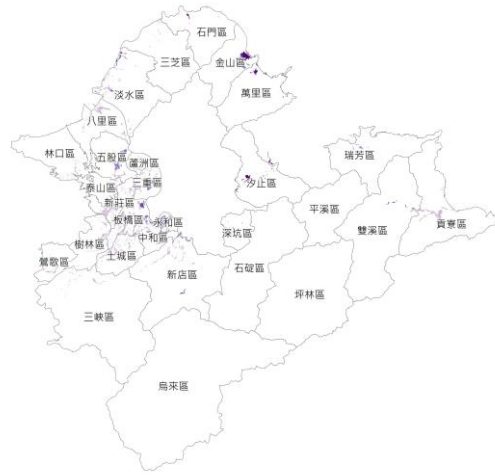 石門區
三芝區
金山區
萬里區
淡水區
八里區
林口區
五股區
蘆洲區
瑞芳區
三重區
汐止區
泰山區
新莊區
平溪區
貢寮區
板橋區
永和區
深坑區
雙溪區
中和區
樹林區
土城區
鶯歌區
新店區
石碇區
坪林區
三峽區
烏來區